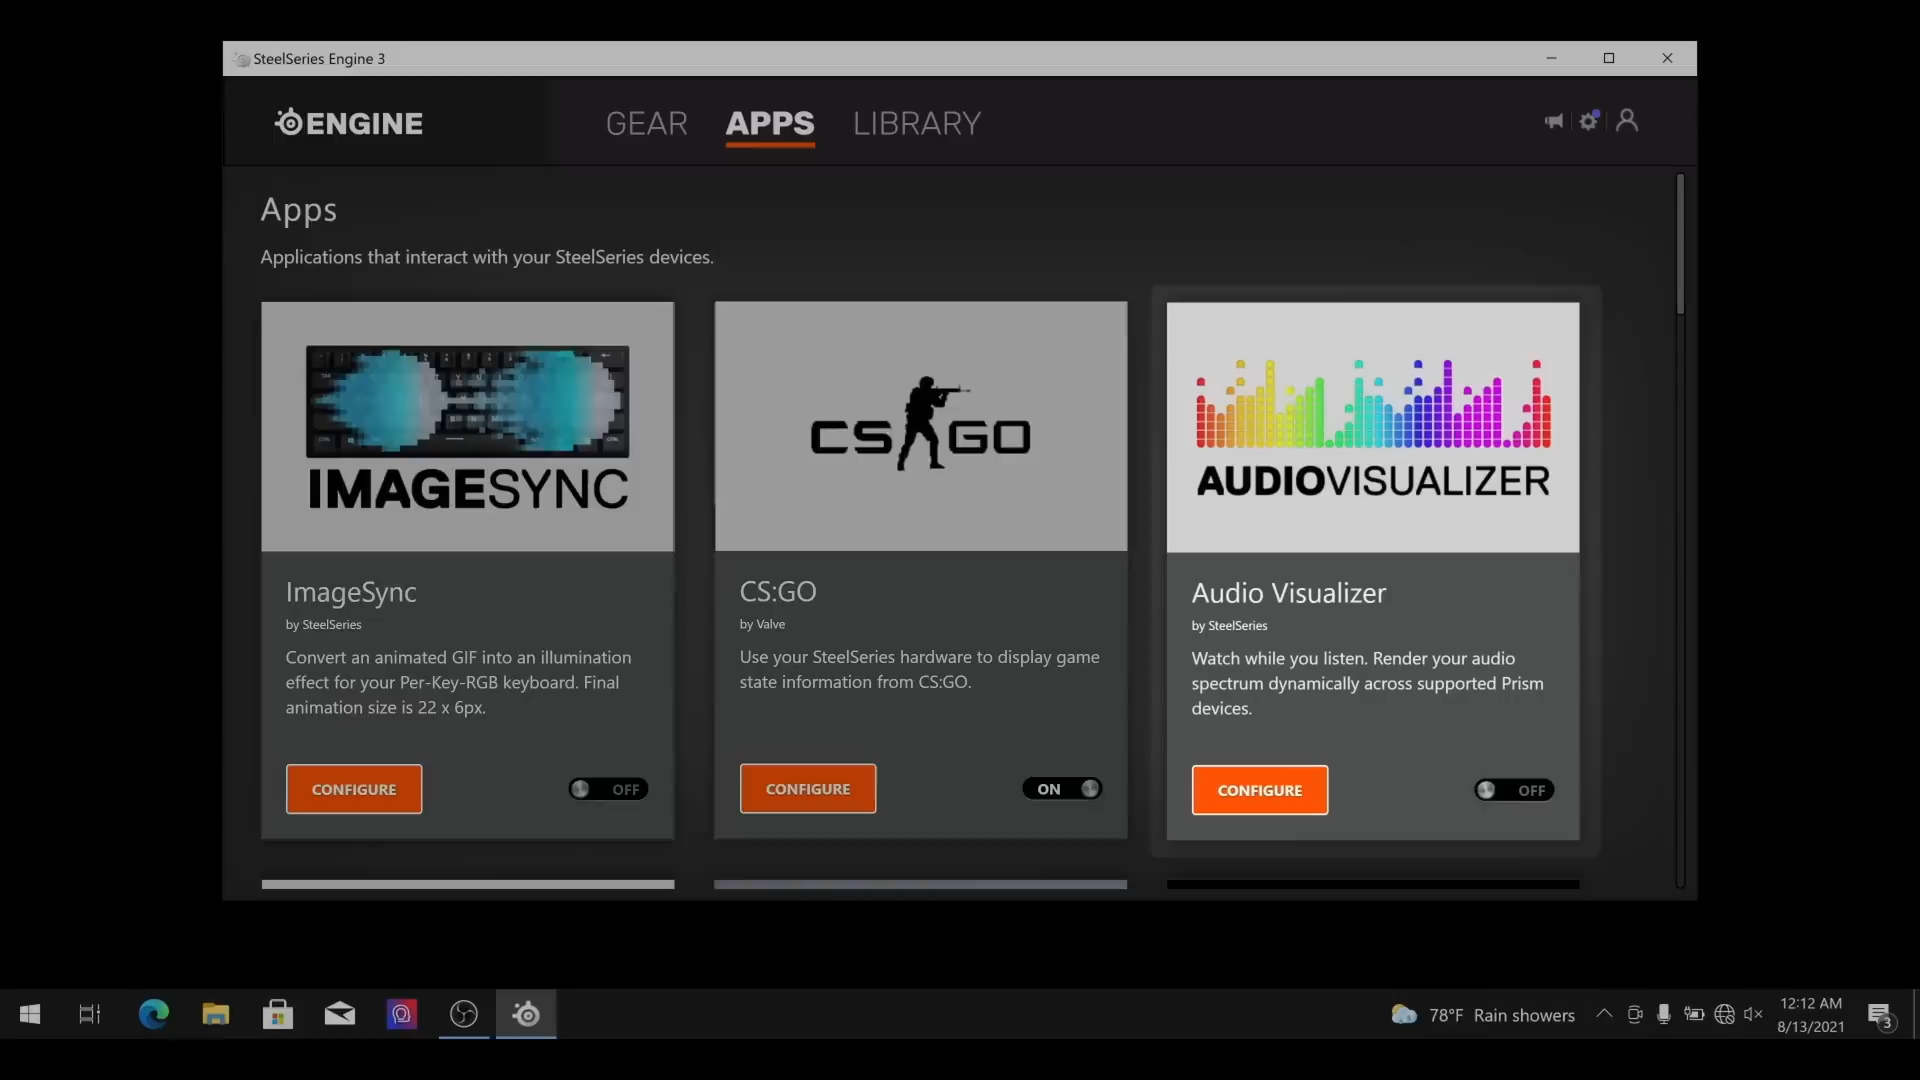 SteelSeries Engine 3
ENGINE
GEAR APPS LIBRARY
Apps
Applications that interact with your SteelSeries devices.
IMAGESYNC
ImageSync
by SteelSeries
Convert an animated GIF into an illumination
effect for your Per-Key-RGB keyboard. Final
animation size is 22 x 6px.
CONFIGURE OFF
CS GO
CS:GO
by Valve
Use your SteelSeries hardware to display game
state information from CS:GO.
CONFIGURE ON
AUDIOVISUALIZER
Audio Visualizer
by SteelSeries
Watch while you listen. Render your audio
spectrum dynamically across supported Prism
devices.
CONFIGURE OFF
78°F Rain showers
12:12 AM
8/13/2021
3